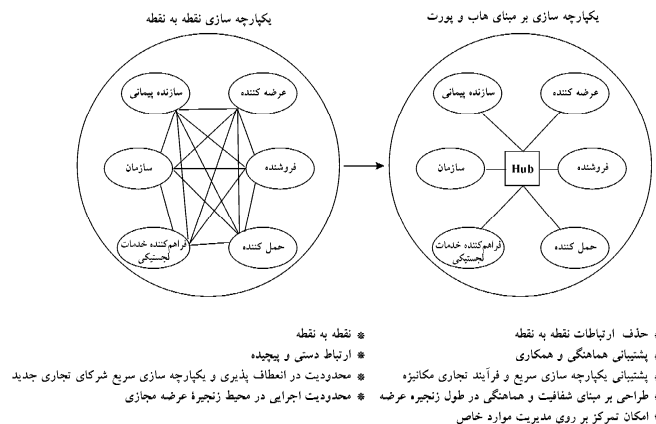 یکپارچه سازی بر مبنای هاب و پورت
یکپارچه سازی نقطه به نقطه
سازنده پیمانی
عرضه کننده
سازمان
Hub
فروشنده
فراهم‌کننده خدمات
لجستیکی
حمل کننده
سازنده پیمانی
عرضه کننده
سازمان
فروشنده
فراهم‌کننده خدمات
لجستیکی
حمل کننده
حذف ارتباطات نقطه به نقطه
پشتیبانی هماهنگی و همکاری
پشتیبانی یکپارچه سازی سریع و فرآیند تجاری مکانیزه
طراحی بر مبنای شفافیت و هماهنگی در طول زنجیره عرضه
امکان تمرکز بر روی مدیریت موارد خاص
※ نقطه به نقطه
※ ارتباط دستی و پیچیده
※ محدودیت در انعطاف پذیری و یکپارچه سازی سریع شرکای تجاری جدید
※ محدودیت اجرایی در محیط زنجیرهٔ عرضه مجازی